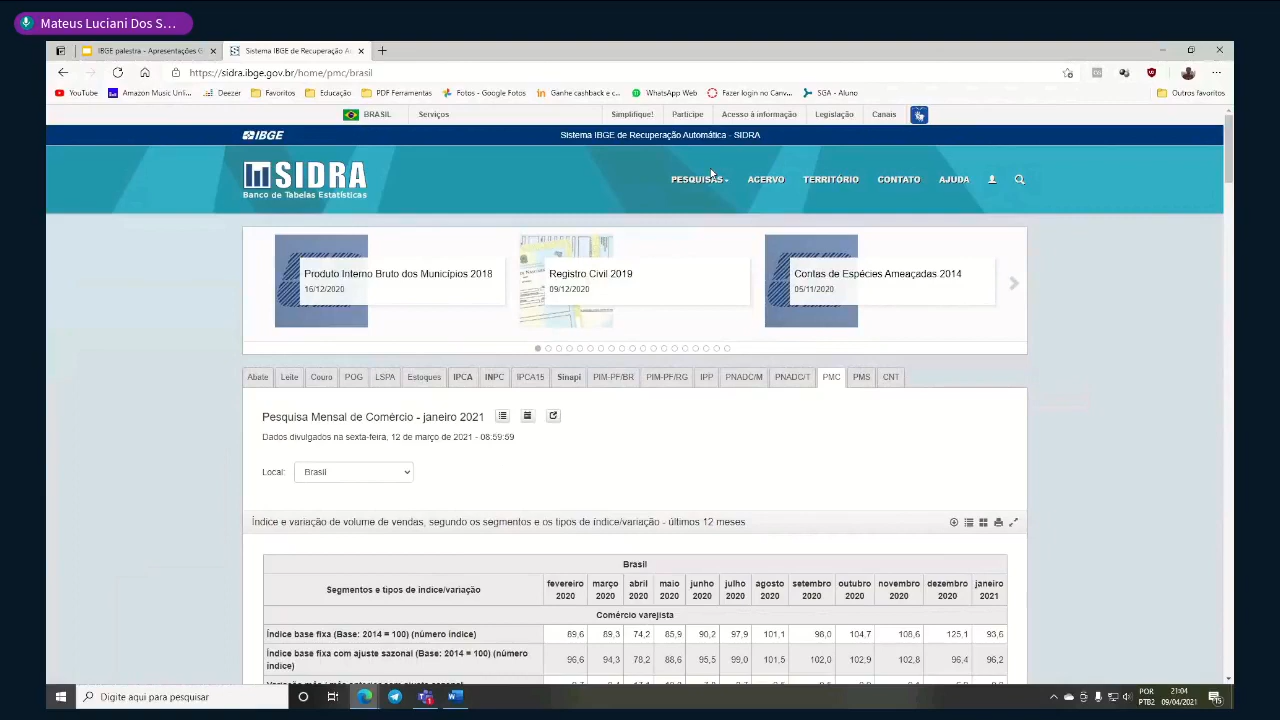 Mateus Luciani Dos S...
IBGE palestra - Apresentações G
Sistema IBGE de Recuperação Au
https://sidra.ibge.gov.br/home/pmc/brasil
YouTube
Amazon Music Unli...
Deezer
Favoritos
Educação
PDF Ferramentas
Fotos - Google Fotos
Ganhe cashback e c...
WhatsApp Web
Fazer login no Canv...
SGA - Aluno
Outros favoritos
BRASIL
Serviços
Simplifique!
Participe
Acesso à informação
Legislação
Canais
IBGE
Sistema IBGE de Recuperação Automática - SIDRA
SIDRA
Banco de Tabelas Estatísticas
PESQUISAS
ACERVO
TERRITÓRIO
CONTATO
AJUDA
Produto Interno Bruto dos Municípios 2018
16/12/2020
Registro Civil 2019
09/12/2020
Contas de Espécies Ameaçadas 2014
05/11/2020
Abate Leite Couro POG LSPA Estoques IPCA INPC IPCA15 Sinapi PIM-PF/BR PIM-PF/RG IPP PNADC/M PNADC/T PMC PMS CNT
Pesquisa Mensal de Comércio - janeiro 2021
Dados divulgados na sexta-feira, 12 de março de 2021 - 08:59:59
Local: Brasil
Índice e variação de volume de vendas, segundo os segmentos e os tipos de índice/variação - últimos 12 meses
Brasil
Segmentos e tipos de índice/variação
fevereiro 2020
março 2020
abril 2020
maio 2020
junho 2020
julho 2020
agosto 2020
setembro 2020
outubro 2020
novembro 2020
dezembro 2020
janeiro 2021
Comércio varejista
Índice base fixa (Base: 2014 = 100) (número índice) 89,6 89,3 74,2 85,9 90,2 97,9 101,1 98,0 104,7 108,6 125,1 93,6
Índice base fixa com ajuste sazonal (Base: 2014 = 100) (número índice) 96,6 94,3 78,2 88,6 95,5 99,0 101,5 102,0 102,9 102,8 96,4 96,2
Digite aqui para pesquisar
POR
PTB2
21:04
09/04/2021